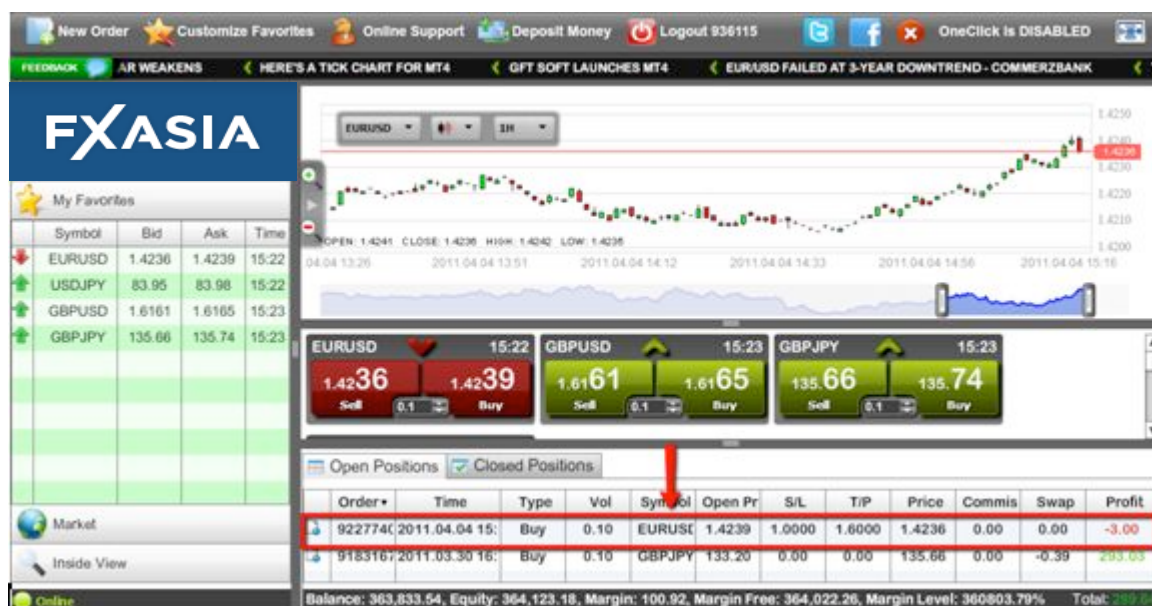 New Order Customize Favorites Online Support Deposit Money Logout 936115 OneClick is DISABLED
FEEDBACK AR WEAKENS HERE'S A TICK CHART FOR MT4 GFT SOFT LAUNCHES MT4 EUR/USD FAILED AT 3-YEAR DOWNTREND - COMMERZBANK
FXASIA
My Favorites
Symbol Bid Ask Time
EURUSD 1.4236 1.4239 15:22
USDJPY 83.95 83.98 15:22
GBPUSD 1.6161 1.6165 15:23
GBPJPY 135.66 135.74 15:23
Market
Inside View
Online
EURUSD 1H
1.4250
1.4240
1.4236
1.4230
1.4220
1.4210
1.4200
OPEN: 1.4241 CLOSE: 1.4236 HIGH: 1.4242 LOW: 1.4235
04.04 13:26 2011.04.04 13:51 2011.04.04 14:12 2011.04.04 14:33 2011.04.04 14:56 2011.04.04 15:16
EURUSD 15:22 GBPUSD 15:23 GBPJPY 15:23
1.4236 1.4239 1.6161 1.6165 135.66 135.74
Sell 0.1 Buy Sell 0.1 Buy Sell 0.1 Buy
Open Positions Closed Positions
Order Time Type Vol Symbol Open Pr S/L T/P Price Commis Swap Profit
9227740 2011.04.04 15: Buy 0.10 EURUSD 1.4239 1.0000 1.6000 1.4236 0.00 0.00 -3.00
9183167 2011.03.30 16: Buy 0.10 GBPJPY 133.20 0.00 0.00 135.66 0.00 -0.39 293.03
Balance: 363,833.54, Equity: 364,123.18, Margin: 100.92, Margin Free: 364,022.26, Margin Level: 360803.79% Total: